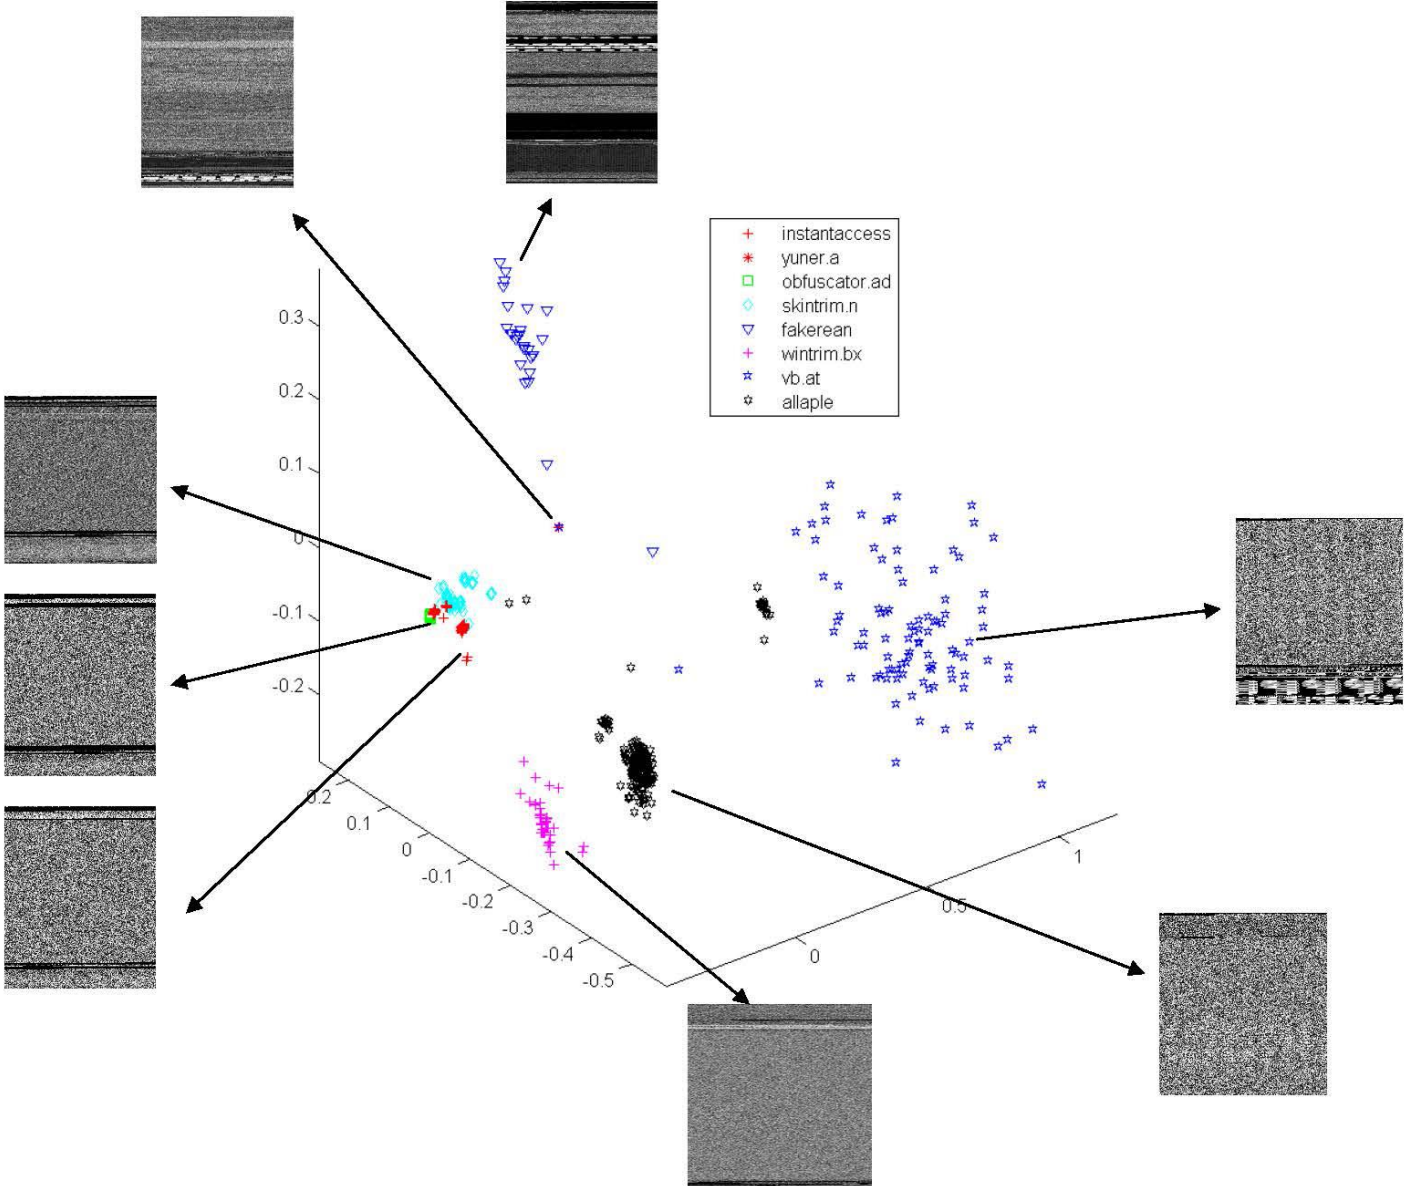 instantaccess
yuner.a
obfuscator.ad
skintrim.n
fakerean
wintrim.bx
vb.at
allaple
0.3
0.2
0.1
0
-0.1
-0.2
0.2
0.1
0
-0.1
-0.2
-0.3
-0.4
-0.5
0
0.5
1